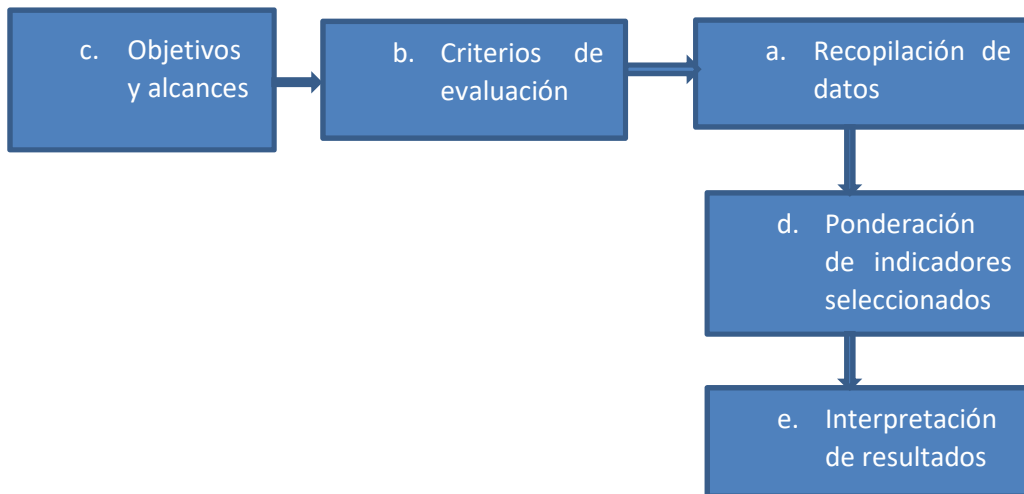 c. Objetivos
y alcances
b. Criterios de
evaluación
a. Recopilación de
datos
d. Ponderación
de indicadores
seleccionados
e. Interpretación
de resultados